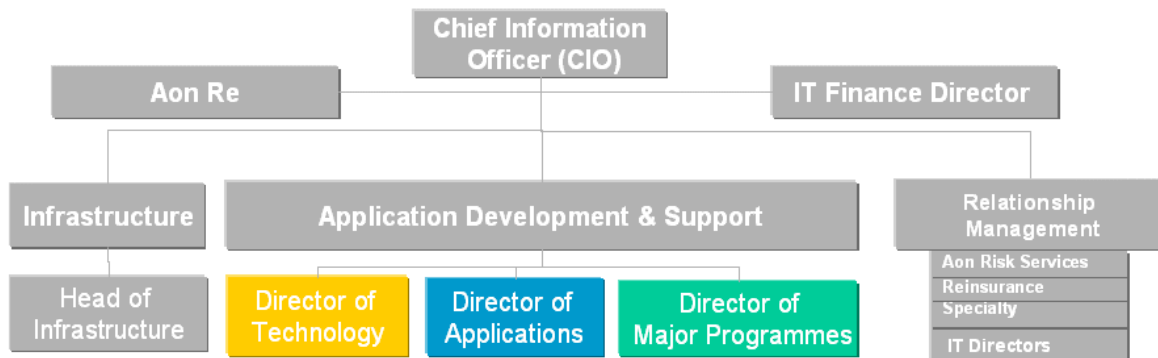 Chief Information
Officer (CIO)
Aon Re
IT Finance Director
Infrastructure
Application Development & Support
Relationship
Management
Aon Risk Services
Reinsurance
Specialty
IT Directors
Head of
Infrastructure
Director of
Technology
Director of
Applications
Director of
Major Programmes